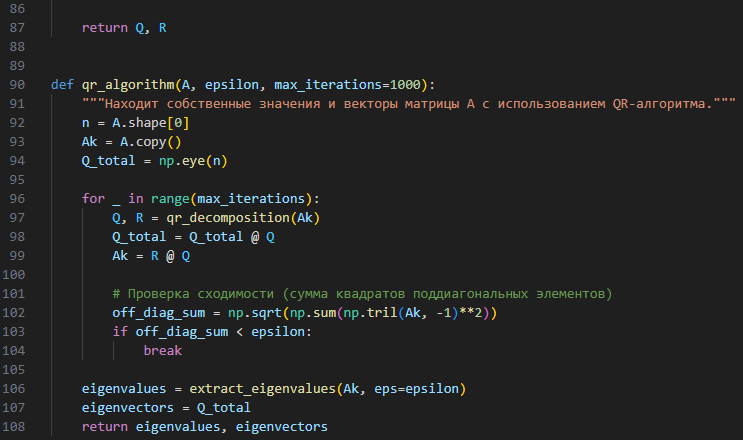 86
87     return Q, R
88
89
90 def qr_algorithm(A, epsilon, max_iterations=1000):
91     """Находит собственные значения и векторы матрицы A с использованием QR-алгоритма."""
92     n = A.shape[0]
93     Ak = A.copy()
94     Q_total = np.eye(n)
95
96     for _ in range(max_iterations):
97         Q, R = qr_decomposition(Ak)
98         Q_total = Q_total @ Q
99         Ak = R @ Q
100
101         # Проверка сходимости (сумма квадратов поддиагональных элементов)
102         off_diag_sum = np.sqrt(np.sum(np.tril(Ak, -1)**2))
103         if off_diag_sum < epsilon:
104             break
105
106     eigenvalues = extract_eigenvalues(Ak, eps=epsilon)
107     eigenvectors = Q_total
108     return eigenvalues, eigenvectors